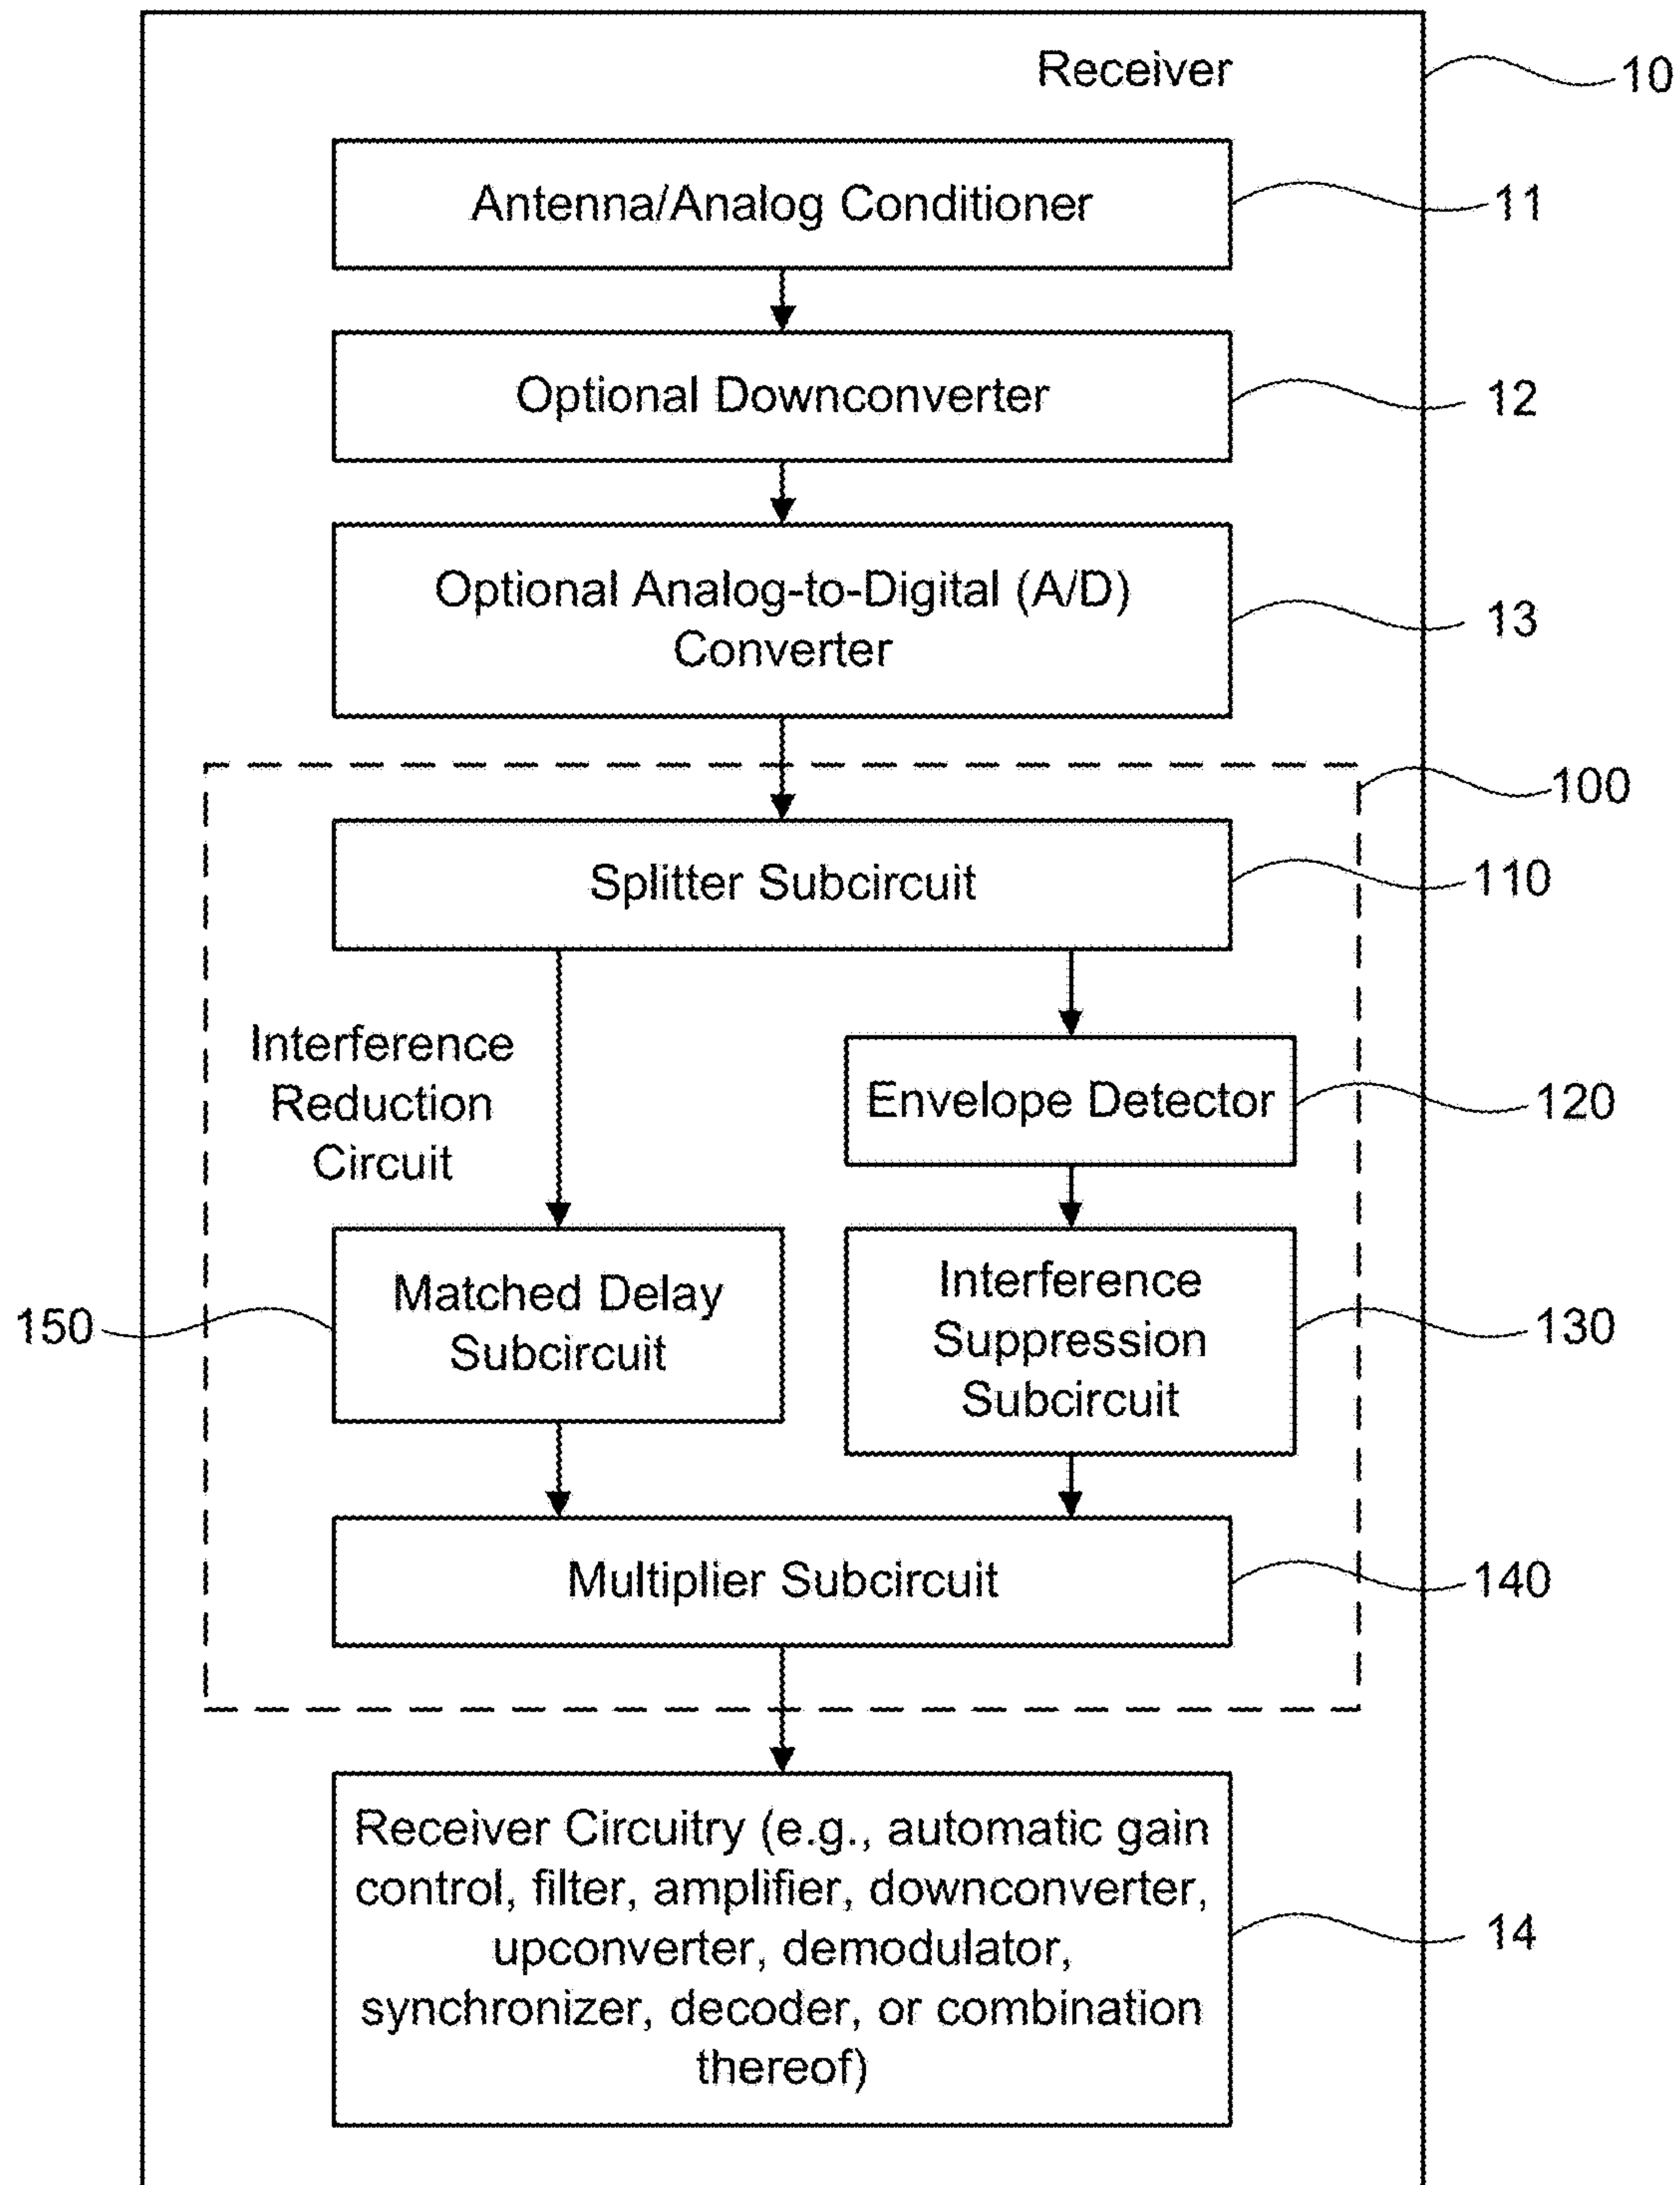 Receiver
10
Antenna/Analog Conditioner
11
Optional Downconverter
12
Optional Analog-to-Digital (A/D)
Converter
13
100
Splitter Subcircuit
110
Interference
Reduction
Circuit
Envelope Detector
120
150
Matched Delay
Subcircuit
Interference
Suppression
Subcircuit
130
Multiplier Subcircuit
140
Receiver Circuitry (e.g., automatic gain
control, filter, amplifier, downconverter,
upconverter, demodulator,
synchronizer, decoder, or combination
thereof)
14